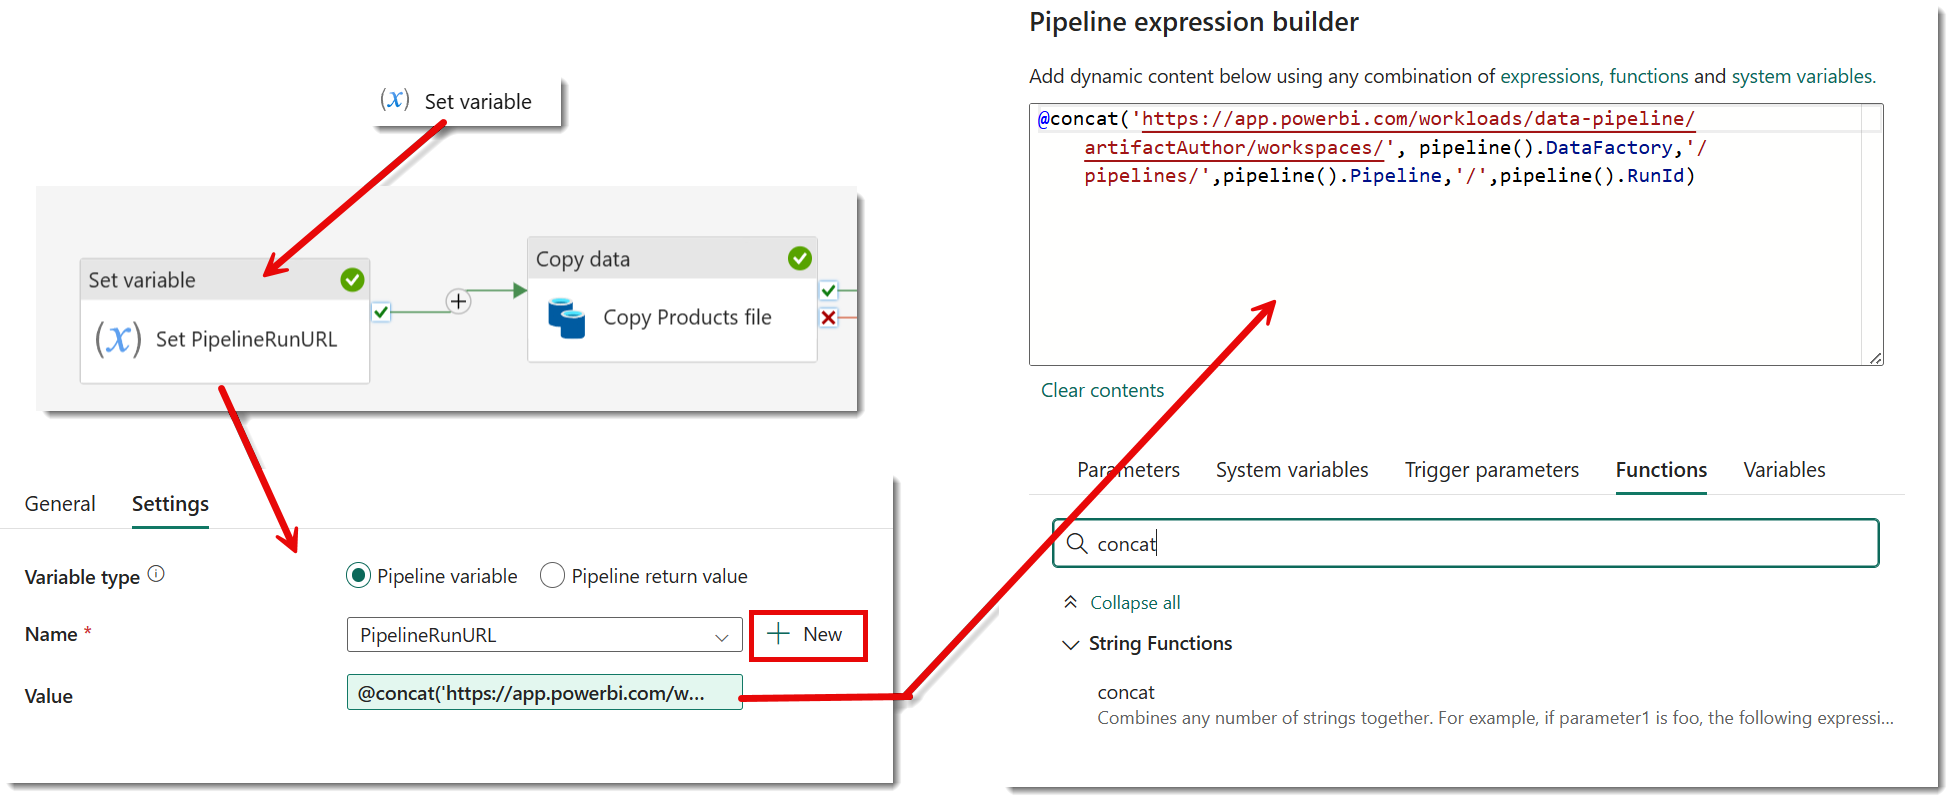 (x) Set variable
Set variable
(x) Set PipelineRunURL
Copy data
Copy Products file
General Settings
Variable type
Pipeline variable Pipeline return value
Name *
PipelineRunURL
+ New
Value
@concat('https://app.powerbi.com/w...
Pipeline expression builder
Add dynamic content below using any combination of expressions, functions and system variables.
@concat('https://app.powerbi.com/workloads/data-pipeline/
artifactAuthor/workspaces/', pipeline().DataFactory,'/
pipelines/',pipeline().Pipeline,'/',pipeline().RunId)
Clear contents
Parameters System variables Trigger parameters Functions Variables
concat
Collapse all
String Functions
concat
Combines any number of strings together. For example, if parameter1 is foo, the following expressi...